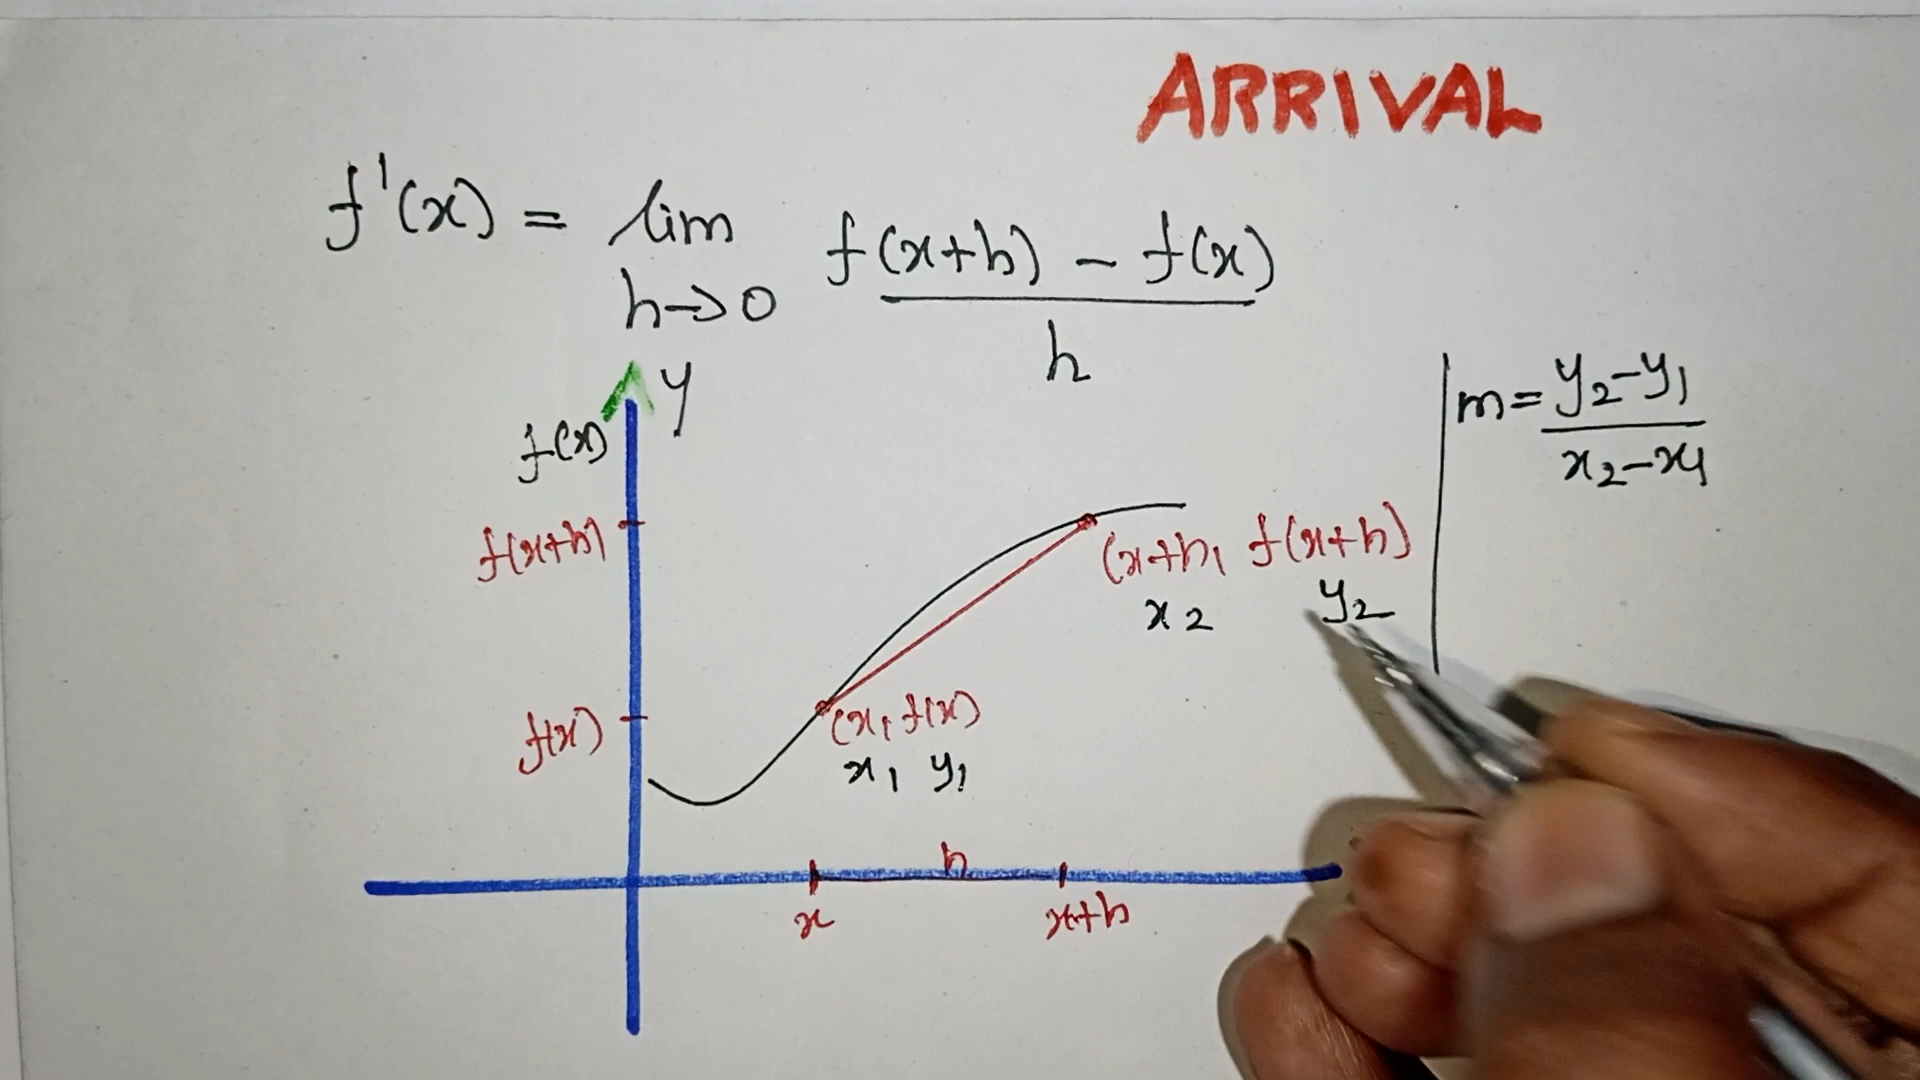 ARRIVAL
f'(x) = lim f(x+h) - f(x)
h→0 h
y
f(x)
m = y2-y1
x2-x1
f(x+h)
(x+h, f(x+h)
x2 y2
f(x)
(x, f(x)
x1 y1
h
x x+h